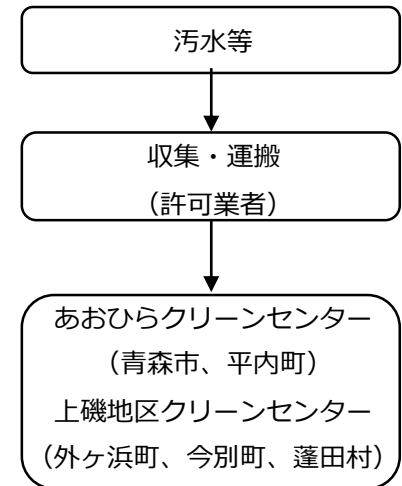 汚水等
収集・運搬
（許可業者）
あおひらクリーンセンター
（青森市、平内町）
上磯地区クリーンセンター
（外ヶ浜町、今別町、蓬田村）